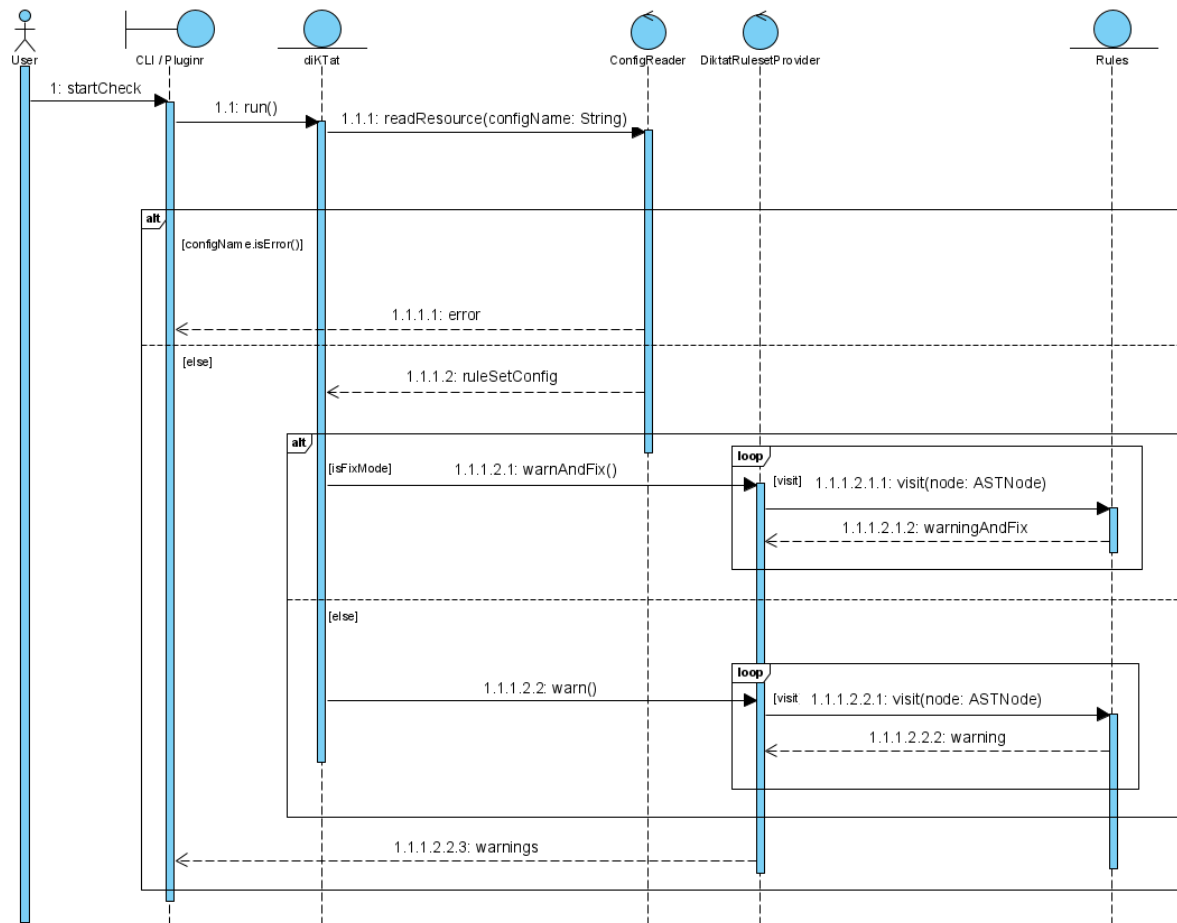 User
CLI / Pluginr
diKTat
ConfigReader
DiktatRulesetProvider
Rules
1: startCheck
1.1: run()
1.1.1: readResource(configName: String)
alt
[configName.isError()]
1.1.1.1: error
[else]
1.1.1.2: ruleSetConfig
alt
[isFixMode]
1.1.1.2.1: warnAndFix()
loop
[visit]
1.1.1.2.1.1: visit(node: ASTNode)
1.1.1.2.1.2: warningAndFix
[else]
1.1.1.2.2: warn()
loop
[visit
1.1.1.2.2.1: visit(node: ASTNode)
1.1.1.2.2.2: warning
1.1.1.2.2.3: warnings